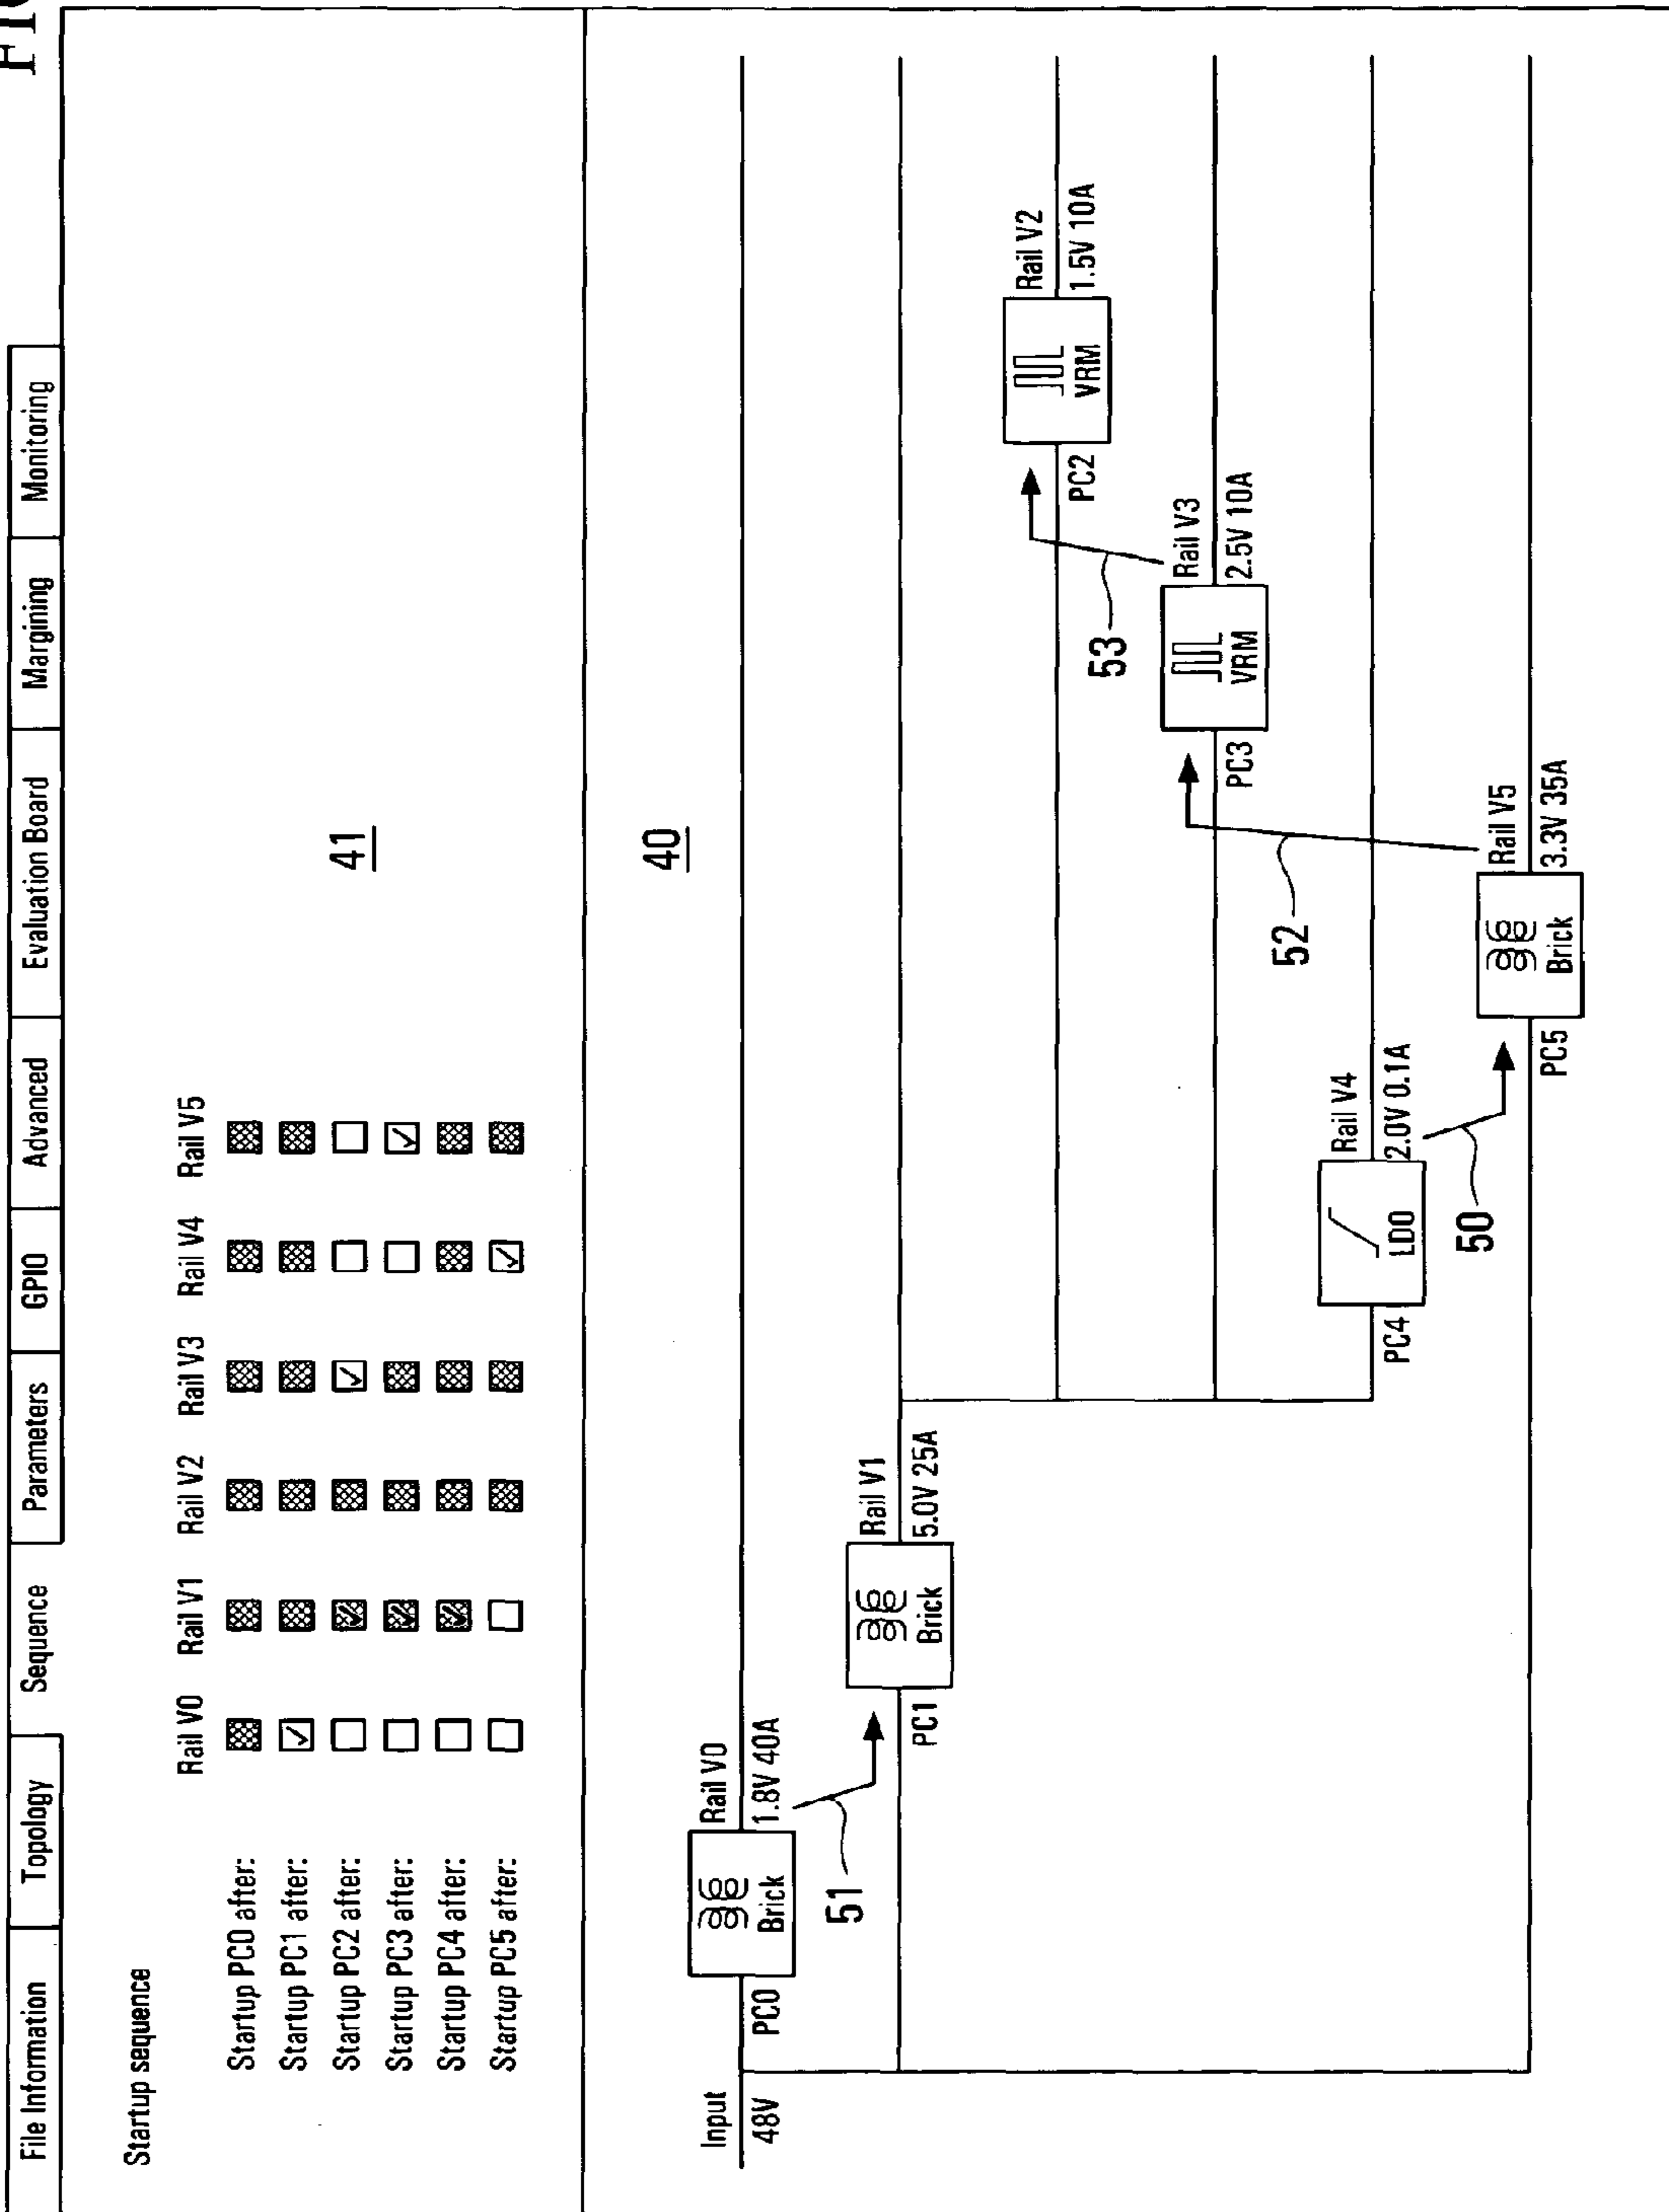 FIG
File Information
Topology
Sequence
Parameters
GPIO
Advanced
Evaluation Board
Margining
Monitoring
Startup sequence
Rail V0 Rail V1 Rail V2 Rail V3 Rail V4 Rail V5
Startup PC0 after:
Startup PC1 after:
Startup PC2 after:
Startup PC3 after:
Startup PC4 after:
Startup PC5 after:
41
40
Input
48V
PC0
Brick
Rail V0
1.8V 40A
51
PC1
Brick
Rail V1
5.0V 25A
PC2
VRM
Rail V2
1.5V 10A
53
PC3
VRM
Rail V3
2.5V 10A
52
PC4
LDO
Rail V4
2.0V 0.1A
50
PC5
Brick
Rail V5
3.3V 35A